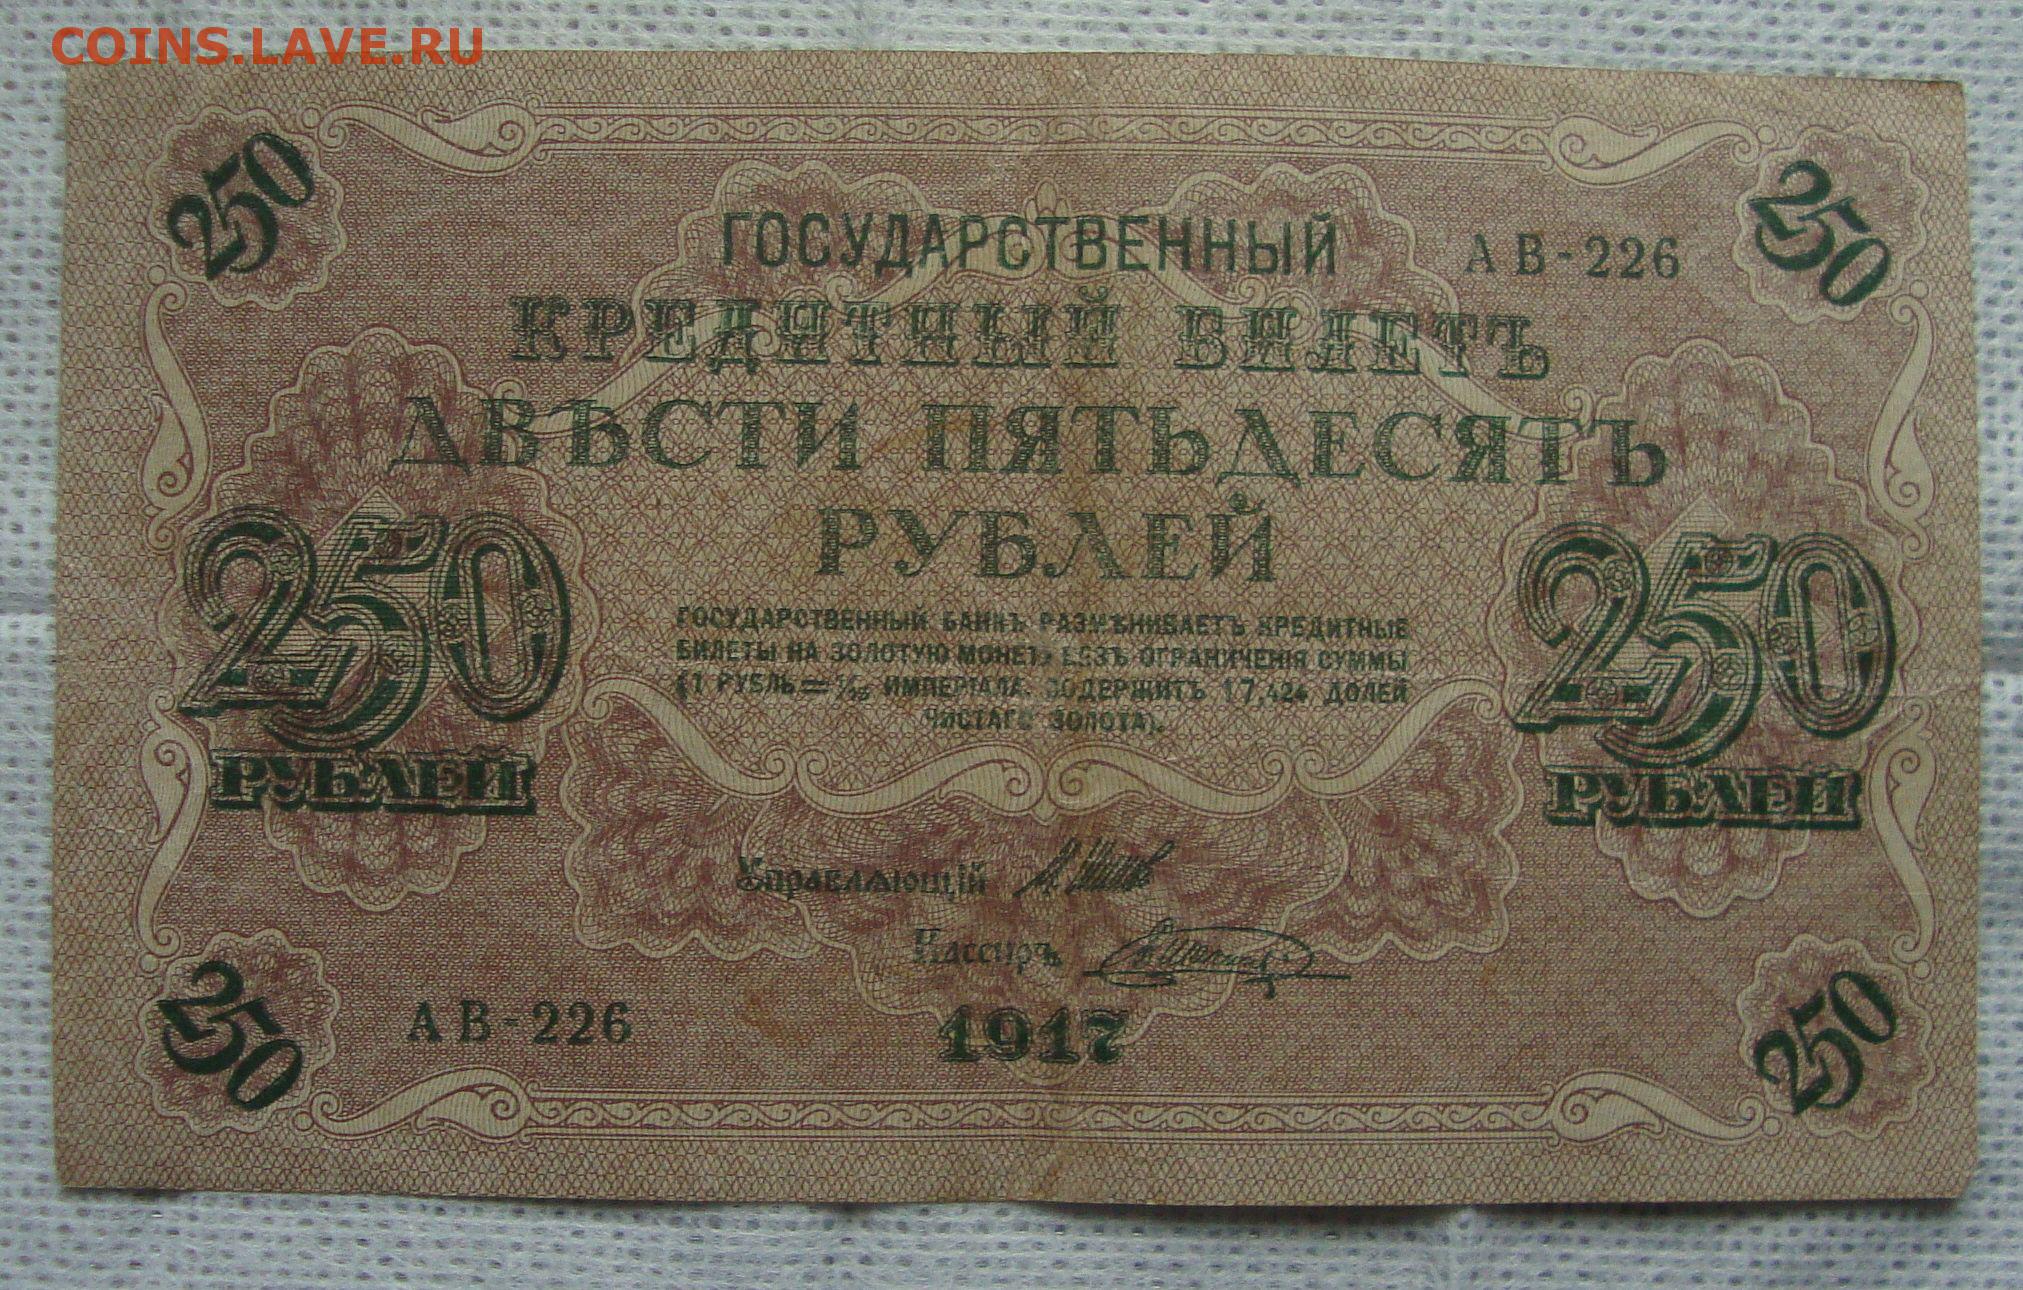 COINS.LAVE.RU
250
250
ГОСУДАРСТВЕННЫЙ
АВ-226
КРЕДИТНЫЙ БИЛЕТЪ
ДВѢСТИ ПЯТЬДЕСЯТЪ
РУБЛЕЙ
250
РУБЛЕЙ
250
РУБЛЕЙ
ГОСУДАРСТВЕННЫЙ БАНКЪ РАЗМѢНИВАЕТЪ КРЕДИТНЫЕ
БИЛЕТЫ НА ЗОЛОТУЮ МОНЕТУ БЕЗЪ ОГРАНИЧЕНІЯ СУММЫ
(1 РУБЛЬ = 1/15 ИМПЕРІАЛА, СОДЕРЖИТЪ 17,424 ДОЛЕЙ
ЧИСТАГО ЗОЛОТА).
Управляющій
Кассиръ
250
АВ-226
1917
250